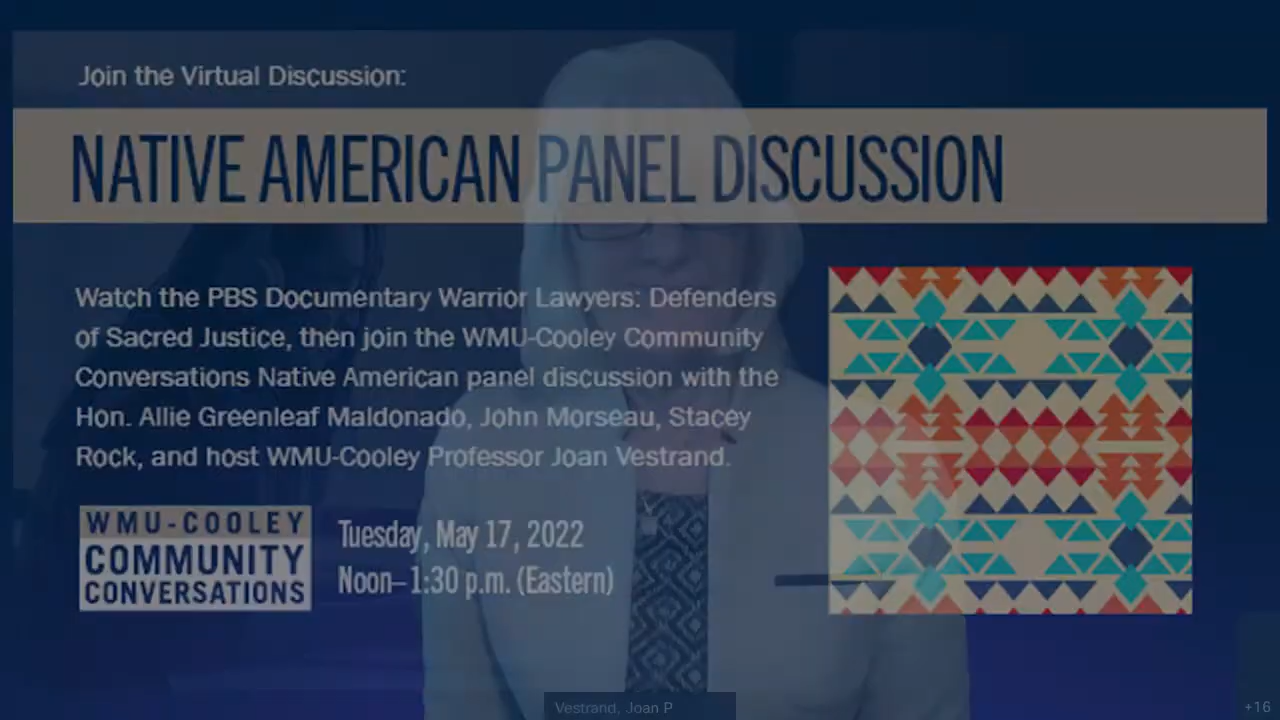 Join the Virtual Discussion:
NATIVE AMERICAN PANEL DISCUSSION
Watch the PBS Documentary Warrior Lawyers: Defenders
of Sacred Justice, then join the WMU-Cooley Community
Conversations Native American panel discussion with the
Hon. Allie Greenleaf Maldonado, John Morseau, Stacey
Rock, and host WMU-Cooley Professor Joan Vestrand.
WMU-COOLEY
COMMUNITY
CONVERSATIONS
Tuesday, May 17, 2022
Noon–1:30 p.m. (Eastern)
Vestrand, Joan P
+16